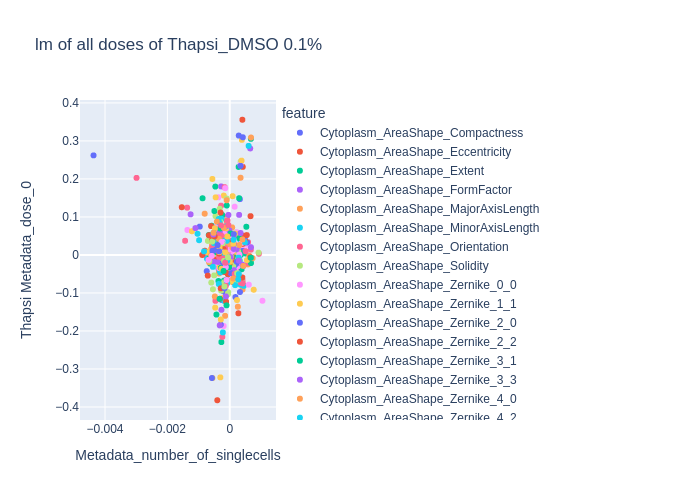 lm of all doses of Thapsi_DMSO 0.1%
feature
0.4
0.3
0.2
0.1
0
−0.1
−0.2
−0.3
−0.4
Thapsi Metadata_dose_0
−0.004
−0.002
0
Metadata_number_of_singlecells
Cytoplasm_AreaShape_Compactness
Cytoplasm_AreaShape_Eccentricity
Cytoplasm_AreaShape_Extent
Cytoplasm_AreaShape_FormFactor
Cytoplasm_AreaShape_MajorAxisLength
Cytoplasm_AreaShape_MinorAxisLength
Cytoplasm_AreaShape_Orientation
Cytoplasm_AreaShape_Solidity
Cytoplasm_AreaShape_Zernike_0_0
Cytoplasm_AreaShape_Zernike_1_1
Cytoplasm_AreaShape_Zernike_2_0
Cytoplasm_AreaShape_Zernike_2_2
Cytoplasm_AreaShape_Zernike_3_1
Cytoplasm_AreaShape_Zernike_3_3
Cytoplasm_AreaShape_Zernike_4_0
Cytoplasm_AreaShape_Zernike_4_2